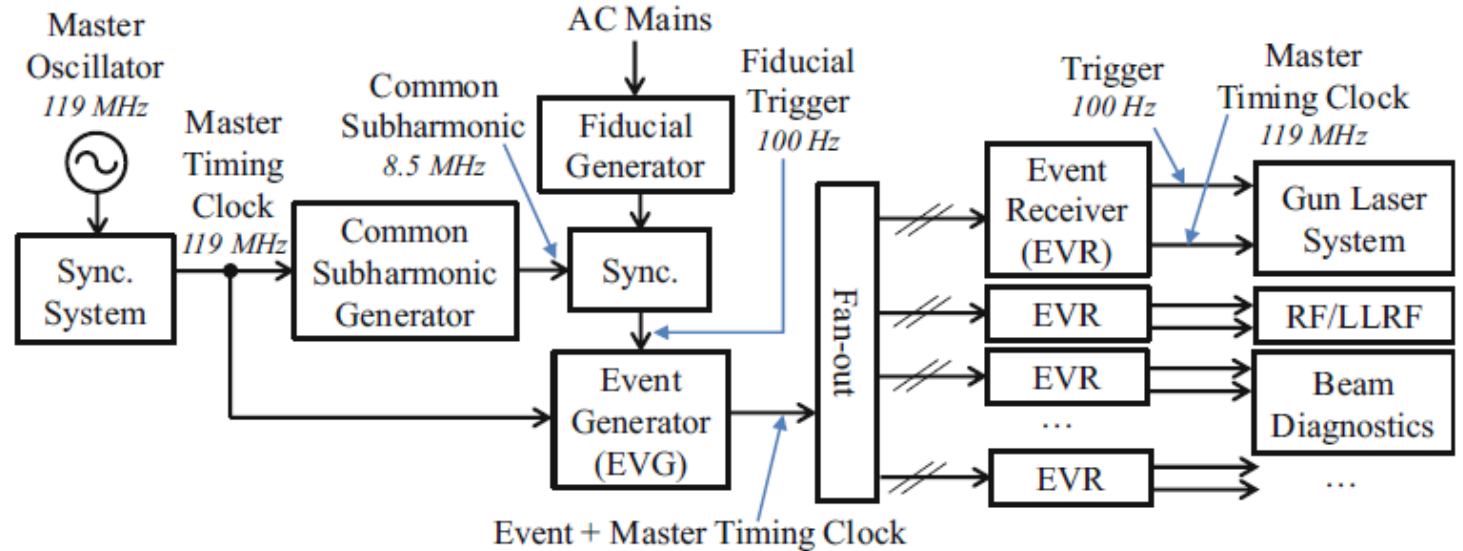 Master
Oscillator
119 MHz
Sync.
System
Master
Timing
Clock
119 MHz
Common
Subharmonic
Generator
Common
Subharmonic
8.5 MHz
AC Mains
Fiducial
Generator
Sync.
Fiducial
Trigger
100 Hz
Event
Generator
(EVG)
Event + Master Timing Clock
Fan-out
Event
Receiver
(EVR)
Trigger
100 Hz
Master
Timing Clock
119 MHz
Gun Laser
System
EVR
RF/LLRF
EVR
Beam
Diagnostics
...
EVR
...